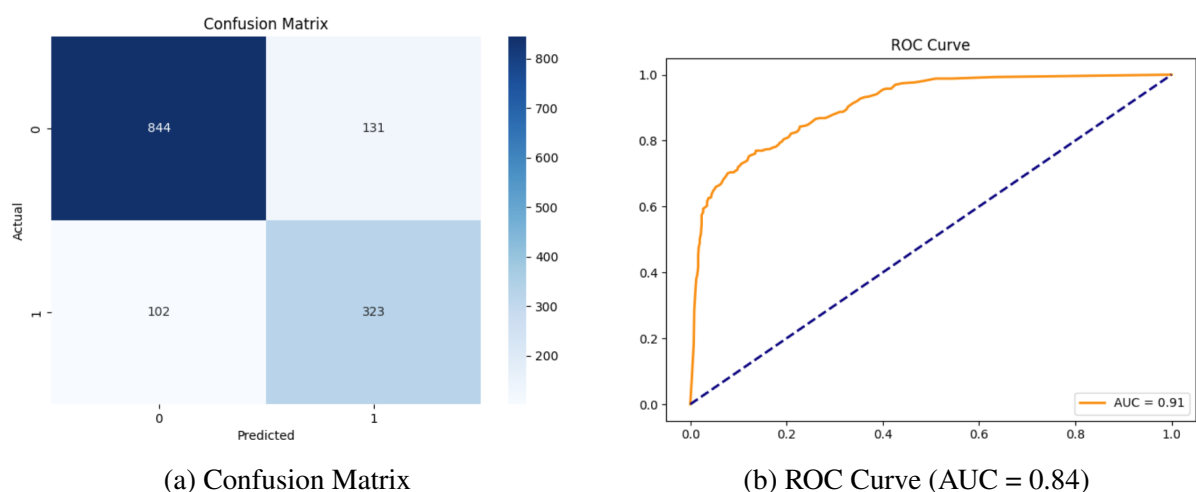 Confusion Matrix
844 131
102 323
0
1
Actual
0 1
Predicted
800
700
600
500
400
300
200
ROC Curve
1.0
0.8
0.6
0.4
0.2
0.0
0.0 0.2 0.4 0.6 0.8 1.0
AUC = 0.91
(a) Confusion Matrix
(b) ROC Curve (AUC = 0.84)